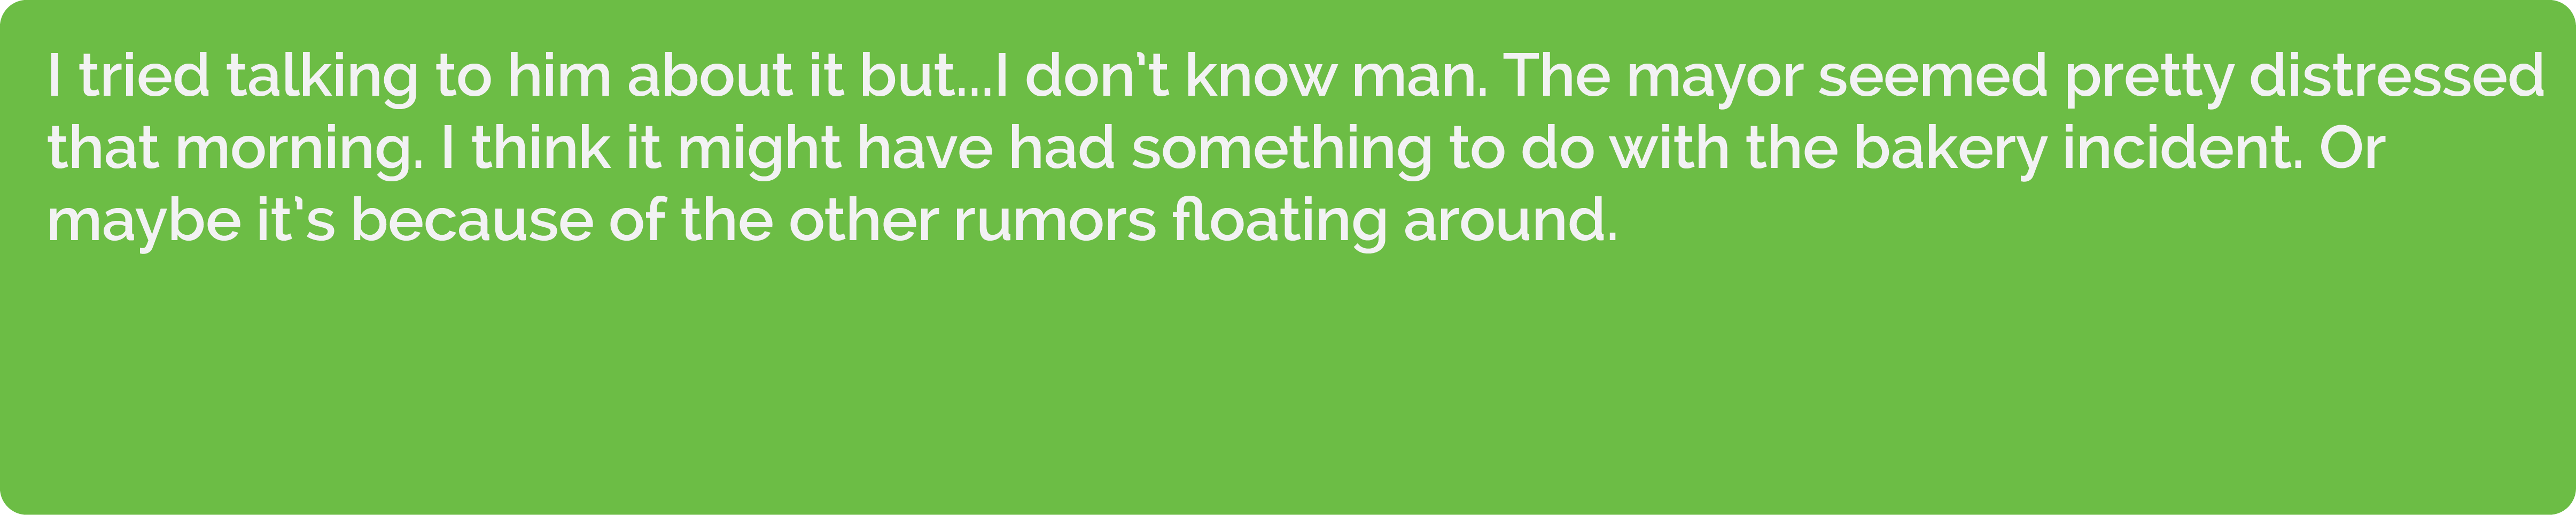 I tried talking to him about it but...I don’t know man. The mayor seemed pretty distressed
that morning. I think it might have had something to do with the bakery incident. Or
maybe it’s because of the other rumors floating around.